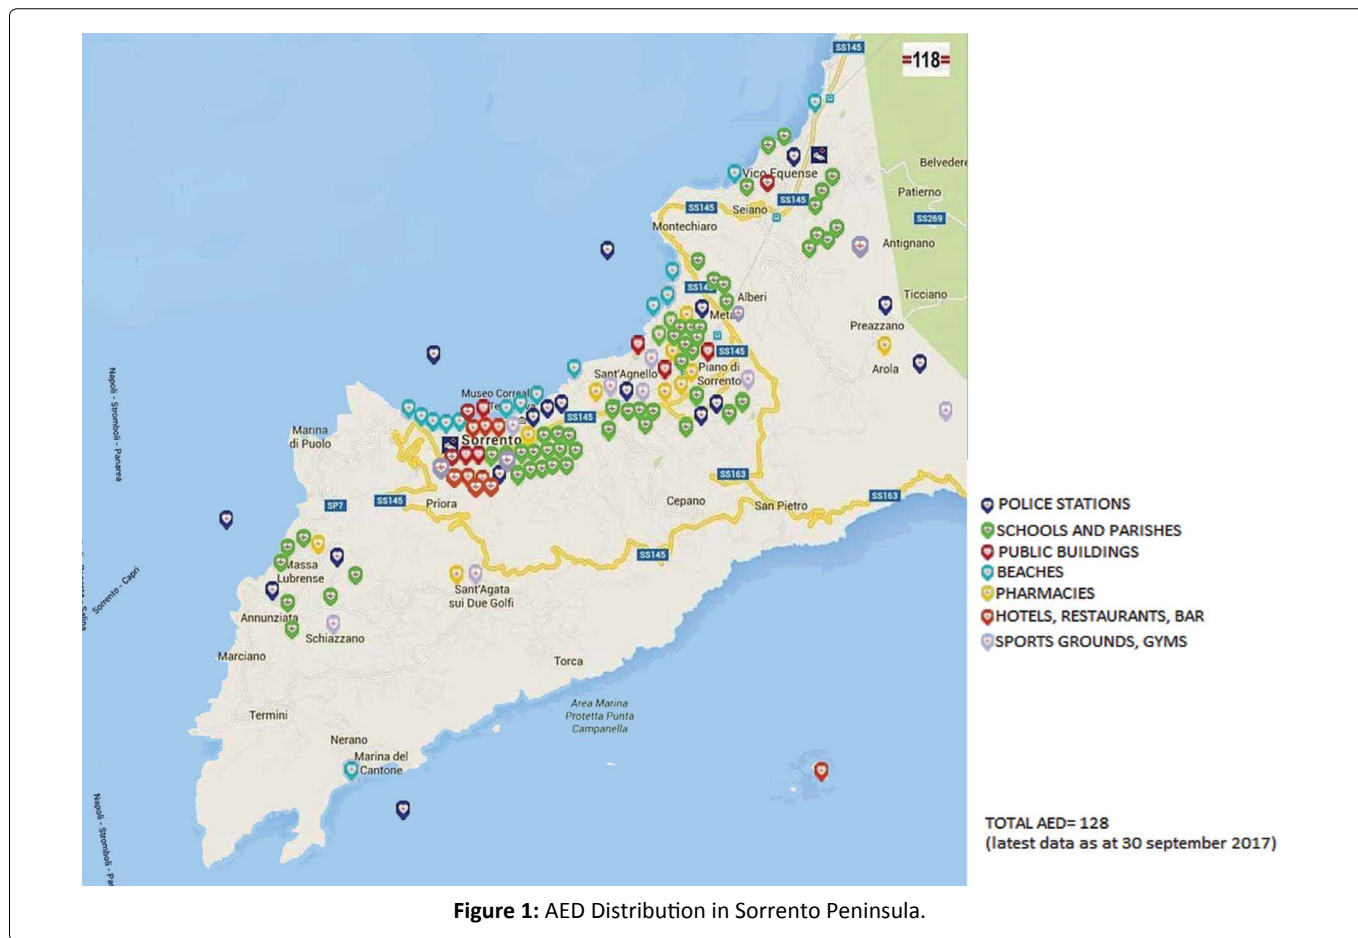 SS145
=118=
Belvedere
Vico Equense
Patierno
SS145
SS145
Seiano
SS269
Montechiaro
Antignano
SS145
Alberi
Ticciano
Meta
Preazzano
SS145
Arola
Sant'Agnello
Piano di
Sorrento
Museo Correale
SS145
Napoli - Stromboli - Panarea
Marina
di Puolo
Sorrento
SS163
SS163
SS145
SP7
Priora
Cepano
San Pietro
SS145
Massa
Lubrense
Sorrento - Capri
Sant'Agata
sui Due Golfi
Annunziata
Schiazzano
Marciano
Torca
Area Marina
Protetta Punta
Campanella
Termini
Nerano
Marina del
Cantone
POLICE STATIONS
SCHOOLS AND PARISHES
PUBLIC BUILDINGS
BEACHES
PHARMACIES
HOTELS, RESTAURANTS, BAR
SPORTS GROUNDS, GYMS
TOTAL AED= 128
(latest data as at 30 september 2017)
Figure 1: AED Distribution in Sorrento Peninsula.